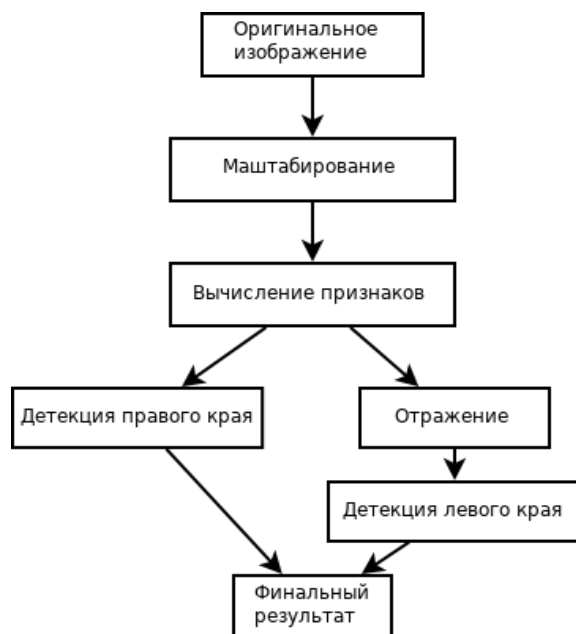 Оригинальное
изображение
Маштабирование
Вычисление признаков
Детекция правого края
Отражение
Детекция левого края
Финальный
результат